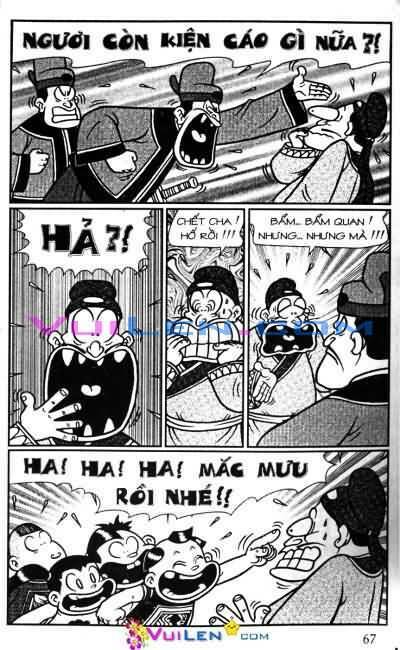 NGƯƠI CÒN KIỆN CÁO GÌ NỮA?!
HẢ?!
CHẾT CHA!
HỐ RỒI!!!
BẨM... BẨM QUAN!
NHƯNG... NHƯNG MÀ!!!
VUILEN.COM
HA! HA! HA! MẮC MƯU
RỒI NHÉ!!
67
VUILEN.COM